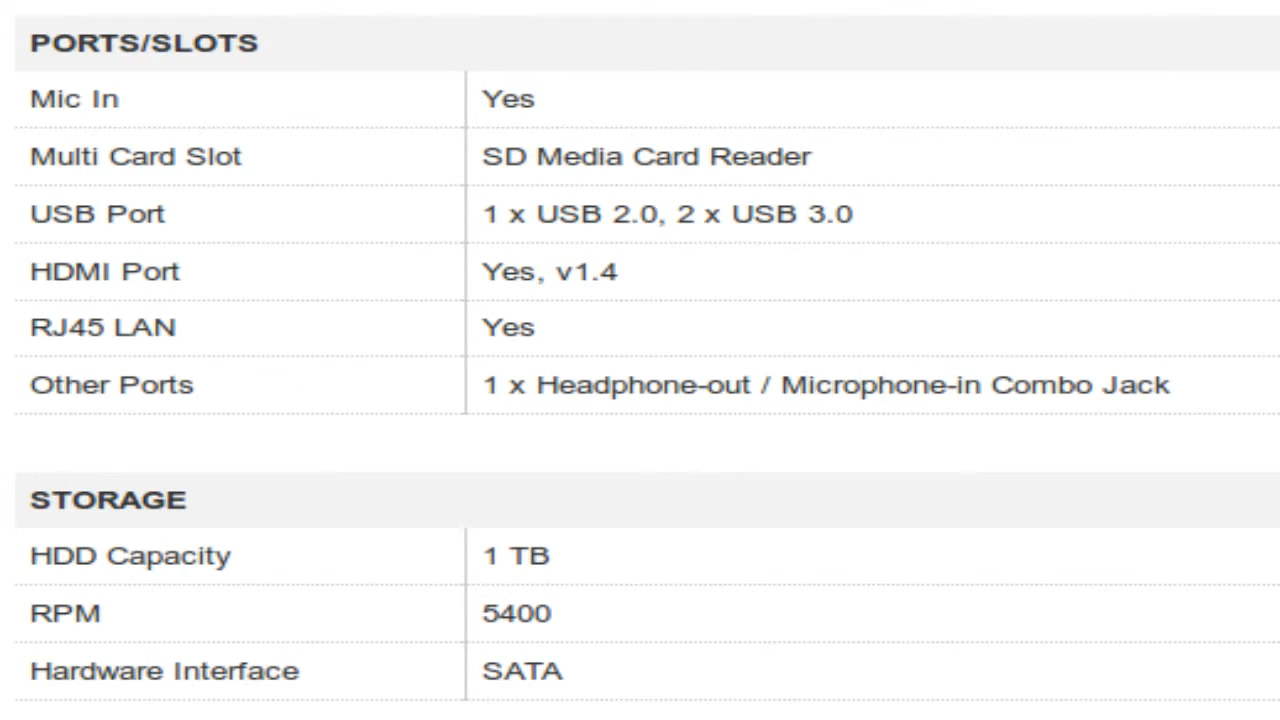 PORTS/SLOTS
Mic In Yes
Multi Card Slot SD Media Card Reader
USB Port 1 x USB 2.0, 2 x USB 3.0
HDMI Port Yes, v1.4
RJ45 LAN Yes
Other Ports 1 x Headphone-out / Microphone-in Combo Jack
STORAGE
HDD Capacity 1 TB
RPM 5400
Hardware Interface SATA